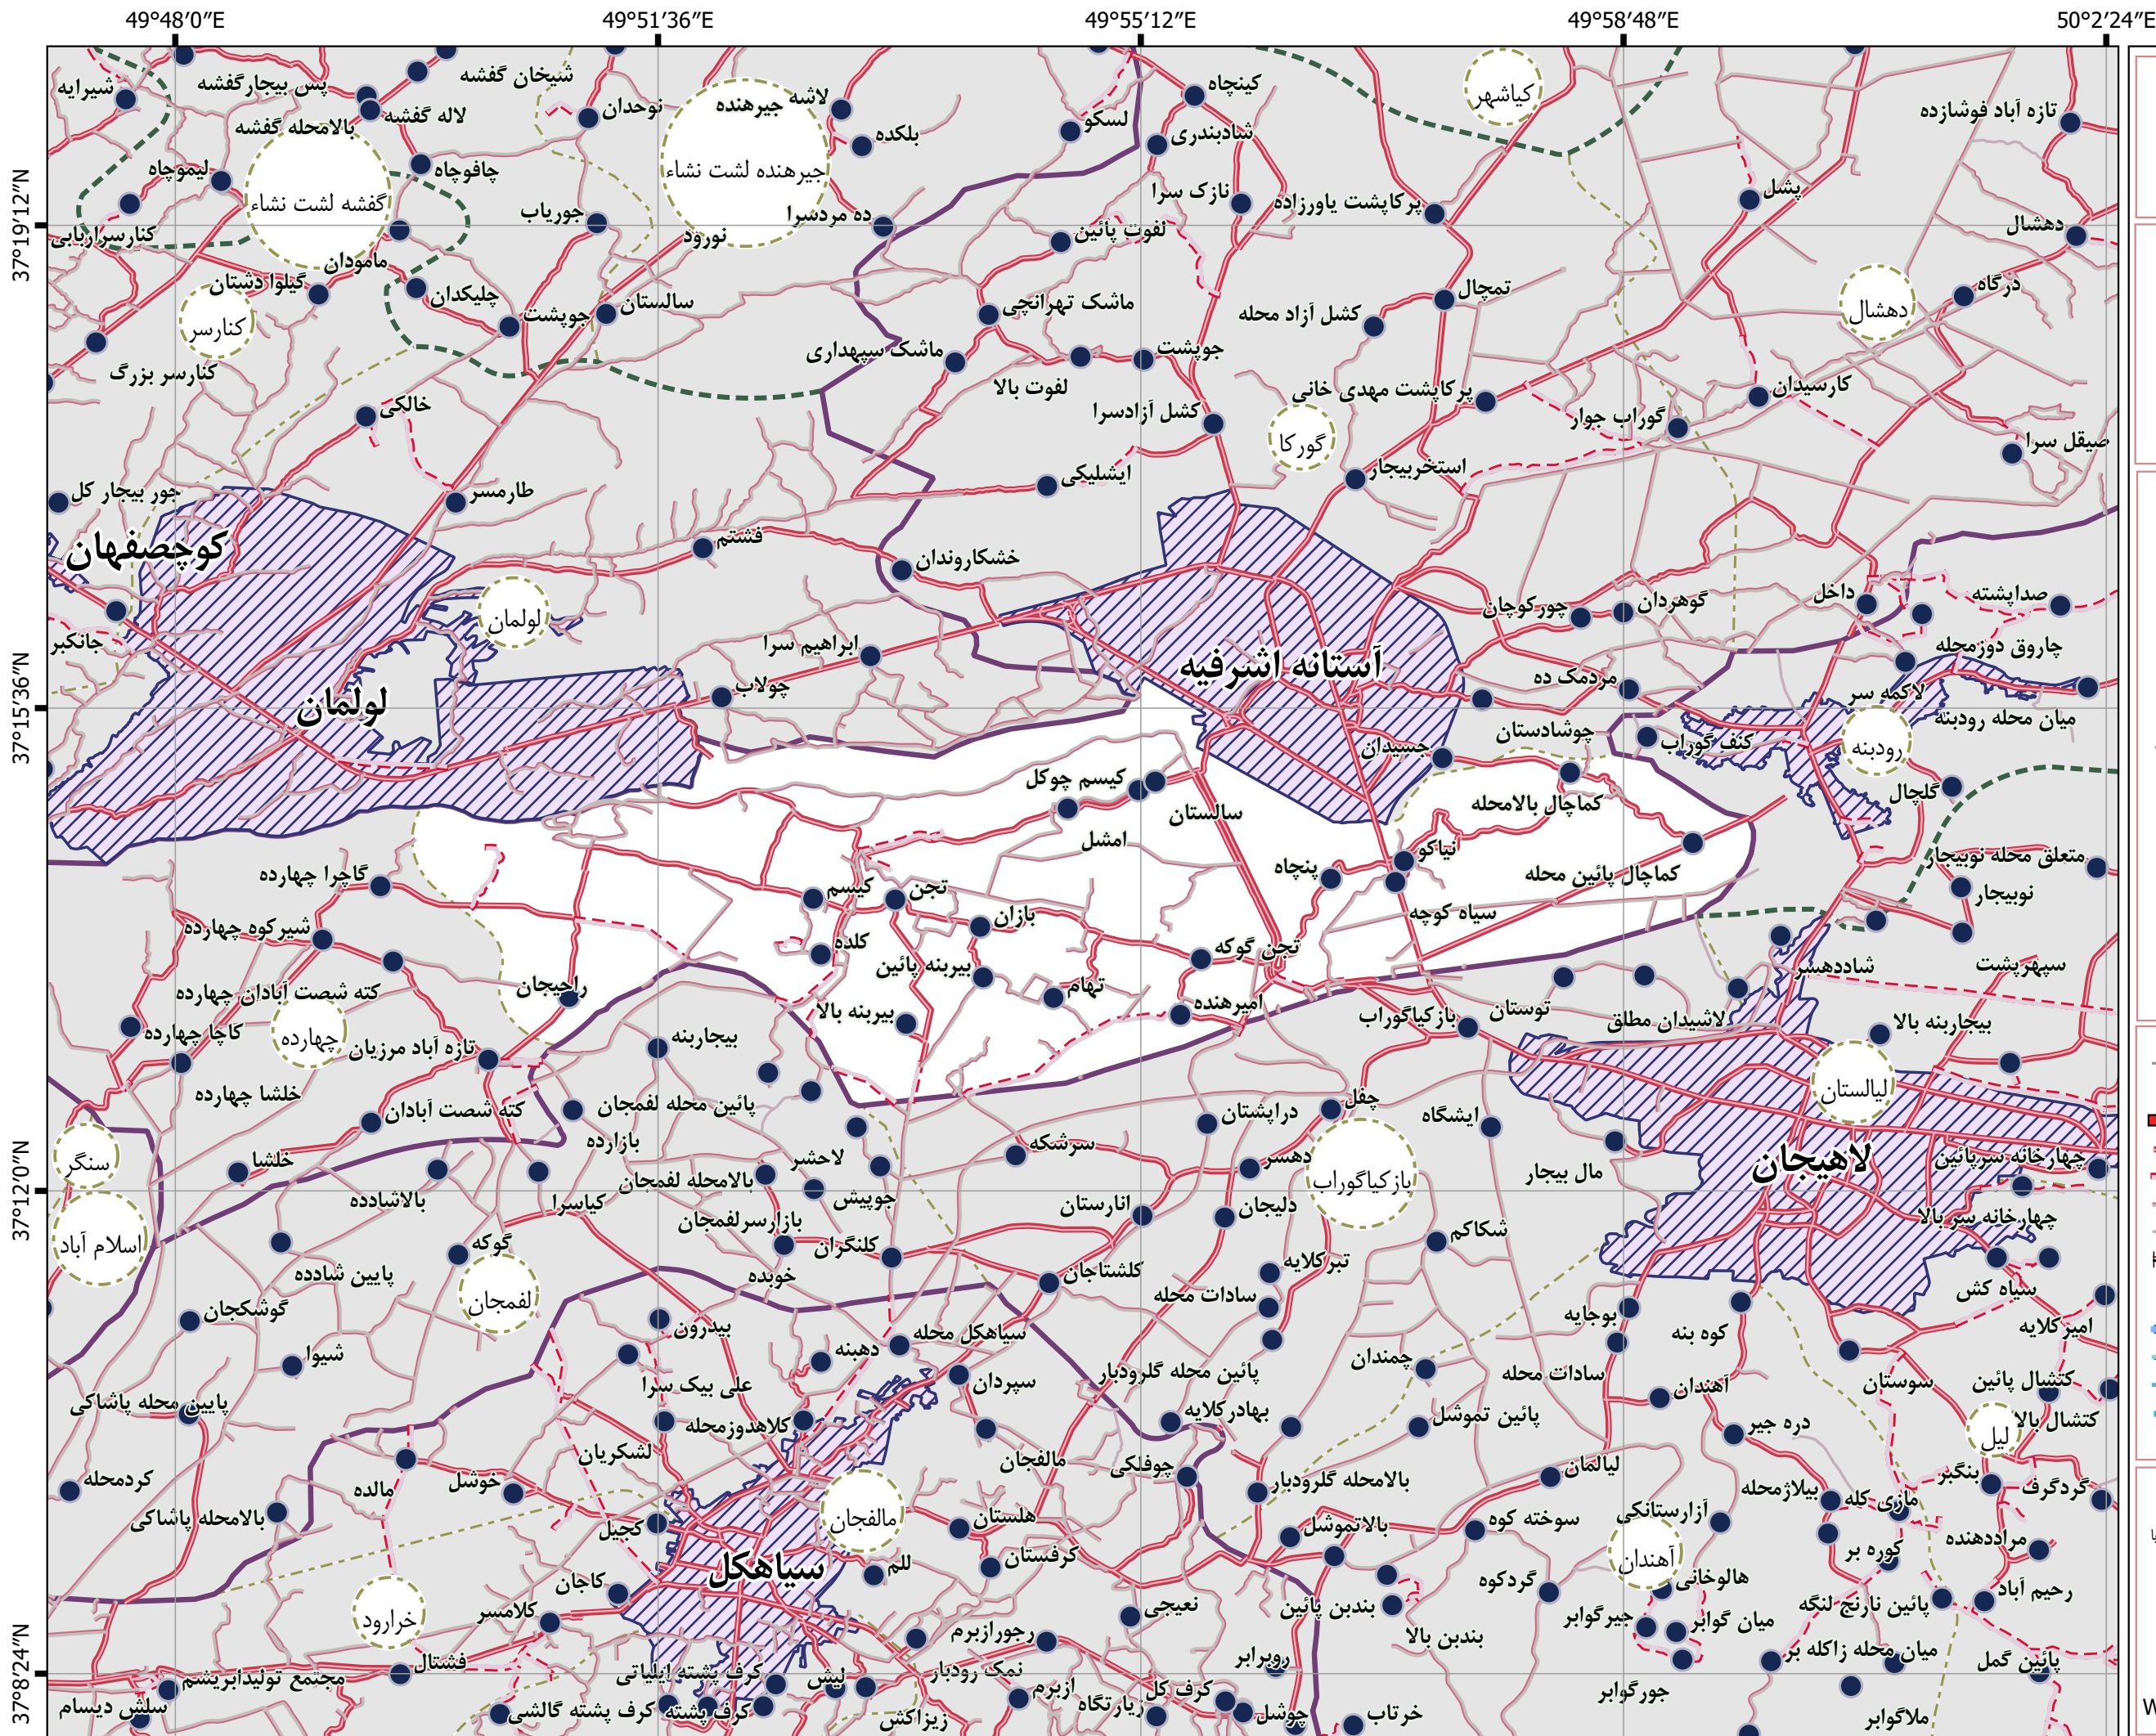 49°48′0″E 49°51′36″E 49°55′12″E 49°58′48″E 50°2′24″E
شیرایه
پس بیجارگفشه
شیخان گفشه
لاله گفشه
بالامحله گفشه
نوحدان
لاشه
جیرهنده
بلکده
لسکو
کینچاه
شادبندری
کیاشهر
تازه آباد فوشازده
لیموچاه
چافوچاه
گفشه لشت نشاء
جیرهنده لشت نشاء
نازک سرا
پرکاپشت یاورزاده
پشل
37°19′12″N
کنارسر اربابی
جوریاب
ده مردسرا
نورود
لفوت پائین
دهشال
مامودان
گیلوا دشتان
چلیکدان
کنارسر
جوپشت
سالستان
ماشک تهرانچی
کشل آزاد محله
تمچال
دهشال
درگاه
کنارسر بزرگ
ماشک سپهداری
لفوت بالا
جوپشت
پرکاپشت مهدی خانی
کارسیدان
خالکی
کشل آزادسرا
گورکا
گوراب جوار
صیقل سرا
جور بیجار کل
طارمسر
ایشلیکی
استخربیجار
کوچصفهان
فشتم
خشکاروندان
لولمان
جورکوچان
گوهردان
داخل
صداپشته
جانکبر
ابراهیم سرا
چاروق دوزمحله
آستانه اشرفیه
چولاب
مردمک ده
لاکمه سر
لولمان
37°15′36″N
جسیدان
چوشادستان
کنف گوراب
رودبنه
میان محله رودبنه
کیسم چوکل
سالستان
امشل
کماچال بالامحله
گلچال
گاچرا چهارده
کیسم
تجن
پنچاه
نیاکو
کماچال پائین محله
متعلق محله نوبیجار
نوبیجار
شیرکوه چهارده
بازان
کلده
سیاه کوچه
تجن گوکه
بیربنه پائین
شاددهسر
سپهرپشت
کته شصت آبادان چهارده
راجیجان
تهام
امیرهنده
بیربنه بالا
توستان
بازکیاگوراب
لاشیدان مطلق
بیجاربنه بالا
گاچا چهارده
چهارده
تازه آباد مرزیان
بیجاربنه
خلشا چهارده
کته شصت آبادان
پائین محله لفمجان
دراپشتان
چفل
ایشگاه
لیالستان
بازارده
سرشکه
سنگر
خلشا
لاحشر
دهسر
مال بیجار
لاهیجان
چهارخانه سرپائین
37°12′0″N
بالاشادده
کیاسرا
بالامحله لفمجان
جوپیش
بازکیاگوراب
انارستان
دلیجان
چهارخانه سر بالا
اسلام آباد
گوکه
بازارسرلفمجان
کلنگران
شکاکم
پایین شادده
خوبده
کلشتاجان
تبرکلایه
سادات محله
سیاه کش
گوشکجان
لفمجان
بیدرون
سیاهکل محله
بوجایه
کوه بنه
امیرکلایه
شیوا
دهبنه
پائین محله گلرودبار
چمندان
سادات محله
سوستان
کتشال پائین
پایین محله پاشاکی
علی بیک سرا
سپردان
آهندان
کلاهدوزمحله
بهادرکلایه
پائین تموشل
دره جیر
لیل
کتشال بالا
لشکریان
مالفجان
چوفلکی
بالامحله گلرودبار
لیالمان
بنگبر
گردگرف
کردمحله
مالده
خوشل
بیلاژمحله
مازی کله
بالامحله پاشاکی
کجیل
مالفجان
هلستان
بالاتموشل
سوخته کوه
آزارستانکی
کوره بر
مراددهنده
سیاهکل
للم
کرفستان
آهندان
هالوخانی
کاجان
خرارود
نعیجی
بندبن پائین
گردکوه
پائین نارنج لنگه
رحیم آباد
کلامسر
رجورازبرم
بندبن بالا
جیرگوابر
میان گوابر
37°8′24″N
مجتمع تولیدابریشم
فشتال
کرف پشته ایلیاتی
لیش
نمک رودبار
روبرابر
میان محله زاکله بر
پائین گمل
سلش دیسام
کرف پشته گالشی
کرف پشته
زیزاکش
ازبرم
زیارتگاه
کرف کل
چوشل
خرتاب
جورگوابر
ملاگوابر